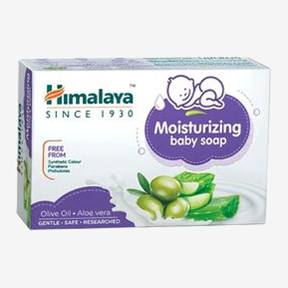 Himalaya
SINCE 1930
Moisturizing
baby soap
FREE
FROM
Synthetic Colour
Parabens
Phthalates
Olive Oil • Aloe vera
GENTLE • SAFE • RESEARCHED